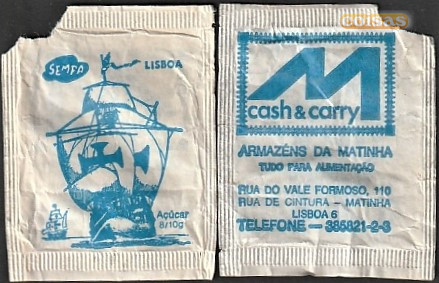 SEMPA
LISBOA
Açúcar
8/10g
coisas
M
cash & carry
ARMAZÉNS DA MATINHA
TUDO PARA ALIMENTAÇÃO
RUA DO VALE FORMOSO, 110
RUA DE CINTURA - MATINHA
LISBOA 6
TELEFONE — 385821-2-3